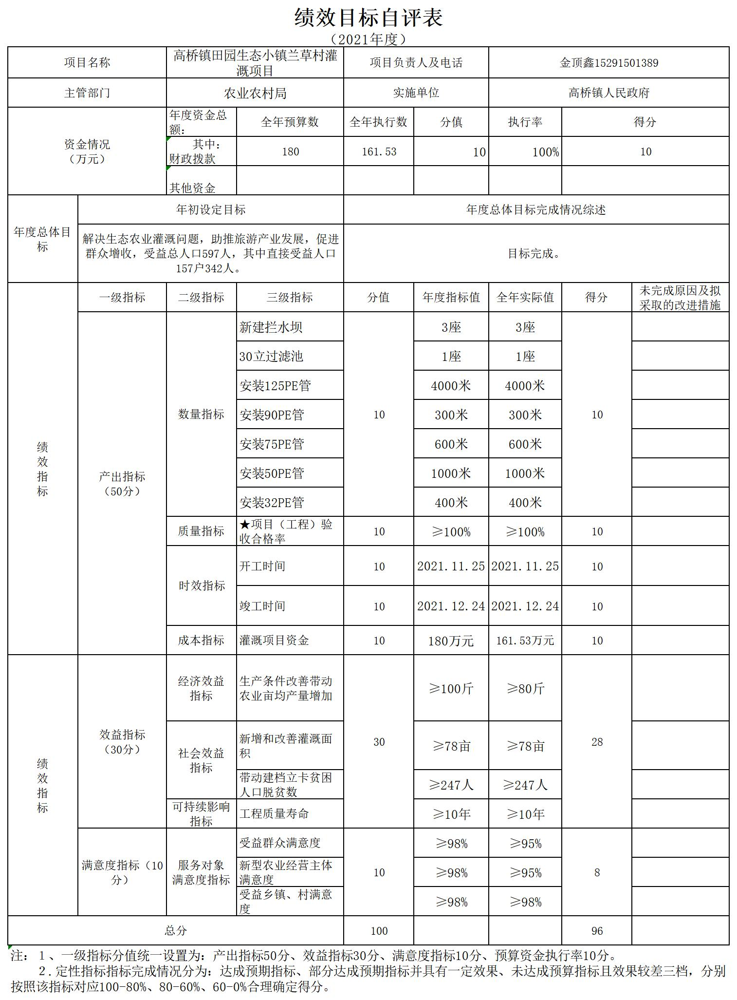 绩效目标自评表
（2021年度）
项目名称
高桥镇田园生态小镇兰草村灌
溉项目
项目负责人及电话
金顶鑫15291501389
主管部门
农业农村局
实施单位
高桥镇人民政府
资金情况
（万元）
年度资金总
额：
全年预算数
全年执行数
分值
执行率
得分
其中：
财政拨款
180
161.53
10
100%
10
其他资金
年度总体目
标
年初设定目标
年度总体目标完成情况综述
解决生态农业灌溉问题，助推旅游产业发展，促进
群众增收，受益总人口597人，其中直接受益人口
157户342人。
目标完成。
绩
效
指
标
一级指标
二级指标
三级指标
分值
年度指标值
全年实际值
得分
未完成原因及拟
采取的改进措施
产出指标
（50分）
数量指标
新建拦水坝
10
3座
3座
10
30立过滤池
1座
1座
安装125PE管
4000米
4000米
安装90PE管
300米
300米
安装75PE管
600米
600米
安装50PE管
1000米
1000米
安装32PE管
400米
400米
质量指标
★项目（工程）验
收合格率
10
≥100%
≥100%
10
时效指标
开工时间
10
2021.11.25
2021.11.25
10
竣工时间
10
2021.12.24
2021.12.24
10
成本指标
灌溉项目资金
10
180万元
161.53万元
10
绩
效
指
标
效益指标
（30分）
经济效益
指标
生产条件改善带动
农业亩均产量增加
30
≥100斤
≥80斤
28
社会效益
指标
新增和改善灌溉面
积
≥78亩
≥78亩
带动建档立卡贫困
人口脱贫数
≥247人
≥247人
可持续影响
指标
工程质量寿命
≥10年
≥10年
满意度指标（10
分）
服务对象
满意度指标
受益群众满意度
10
≥98%
≥95%
8
新型农业经营主体
满意度
≥98%
≥95%
受益乡镇、村满意
度
≥98%
≥98%
总分
100
96
注：１、一级指标分值统一设置为：产出指标50分、效益指标30分、满意度指标10分、预算资金执行率10分。
２.定性指标指标完成情况分为：达成预期指标、部分达成预期指标并具有一定效果、未达成预算指标且效果较差三档，分别
按照该指标对应100-80%、80-60%、60-0%合理确定得分。